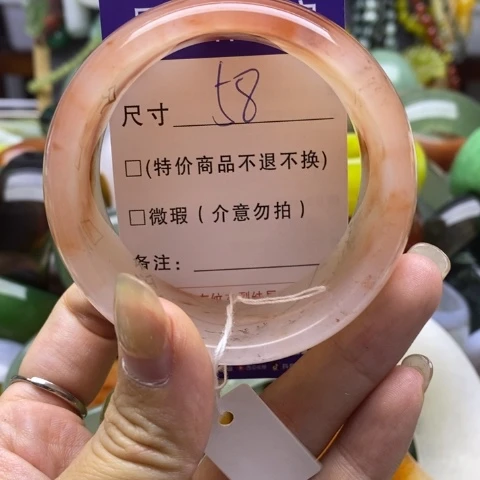 尺寸 58
□(特价商品不退不换)
□微瑕(介意勿拍)
备注: